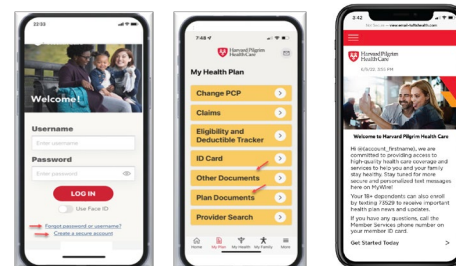 22:33
Welcome!
Username
Enter username
Password
Enter password
LOG IN
Use Face ID
Forgot password or username?
Create a secure account
7:48
Harvard Pilgrim
HealthCare
My Health Plan
Change PCP
Claims
Eligibility and
Deductible Tracker
ID Card
Other Documents
Plan Documents
Provider Search
Home
My Plan
My Health
My Family
More
2:42
Harvard Pilgrim
HealthCare
Welcome to Harvard Pilgrim Health Care
Hi @(account_firstname), we are
committed to providing access to
high-quality health care coverage and
services to help you and your family
stay healthy. Stay tuned for more
secure and personalized text messages
here on MyWire!
Your 18+ dependents can also enroll
by texting 73529 to receive important
health plan news and updates.
If you have any questions, call the
Member Services phone number on
your member ID card.
Get Started Today >